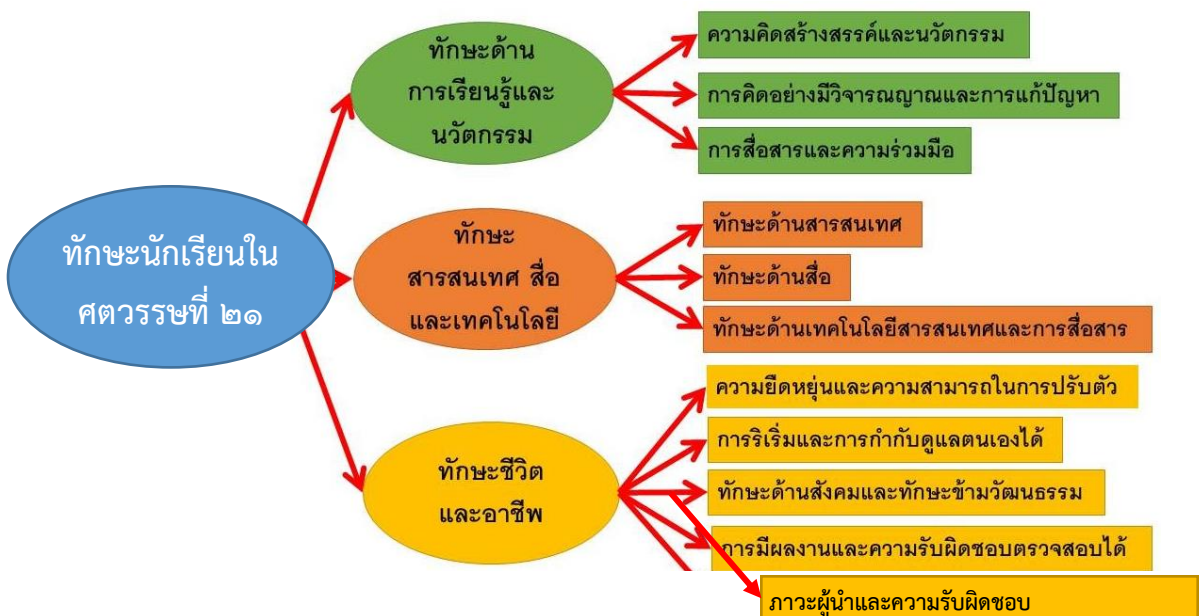 ทักษะนักเรียนใน
ศตวรรษที่ ๒๑
ทักษะด้าน
การเรียนรู้และ
นวัตกรรม
ความคิดสร้างสรรค์และนวัตกรรม
การคิดอย่างมีวิจารณญาณและการแก้ปัญหา
การสื่อสารและความร่วมมือ
ทักษะ
สารสนเทศ สื่อ
และเทคโนโลยี
ทักษะด้านสารสนเทศ
ทักษะด้านสื่อ
ทักษะด้านเทคโนโลยีสารสนเทศและการสื่อสาร
ทักษะชีวิต
และอาชีพ
ความยืดหยุ่นและความสามารถในการปรับตัว
การริเริ่มและการกำกับดูแลตนเองได้
ทักษะด้านสังคมและทักษะข้ามวัฒนธรรม
การมีผลงานและความรับผิดชอบตรวจสอบได้
ภาวะผู้นำและความรับผิดชอบ